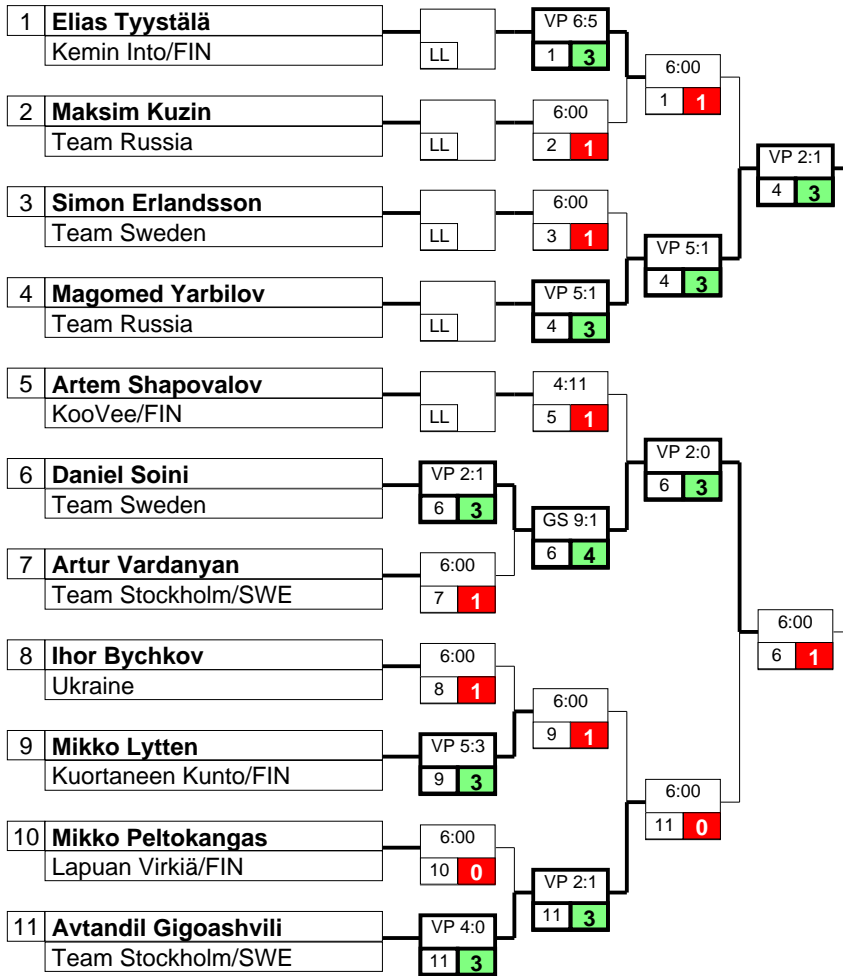 1 Elias Tyystälä
Kemin Into/FIN
LL
VP 6:5
1 3
6:00
1 1
2 Maksim Kuzin
Team Russia
LL
6:00
2 1
VP 2:1
4 3
3 Simon Erlandsson
Team Sweden
LL
6:00
3 1
VP 5:1
4 3
4 Magomed Yarbilov
Team Russia
LL
VP 5:1
4 3
5 Artem Shapovalov
KooVee/FIN
LL
4:11
5 1
VP 2:0
6 3
6 Daniel Soini
Team Sweden
VP 2:1
6 3
GS 9:1
6 4
7 Artur Vardanyan
Team Stockholm/SWE
6:00
7 1
6:00
6 1
8 Ihor Bychkov
Ukraine
6:00
8 1
6:00
9 1
9 Mikko Lytten
Kuortaneen Kunto/FIN
VP 5:3
9 3
6:00
11 0
10 Mikko Peltokangas
Lapuan Virkiä/FIN
6:00
10 0
VP 2:1
11 3
11 Avtandil Gigoashvili
Team Stockholm/SWE
VP 4:0
11 3